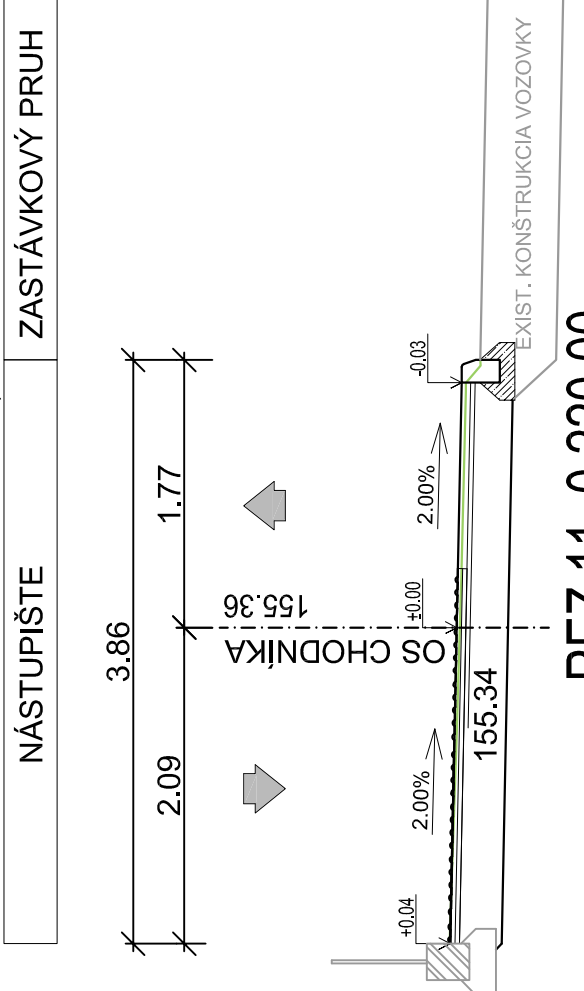 NÁSTUPIŠTE
ZASTÁVKOVÝ PRUH
3.86
2.09
1.77
155.36
OS CHODNÍKA
+0.04
2.00%
±0.00
2.00%
-0.03
155.34
EXIST. KONŠTRUKCIA VOZOVKY